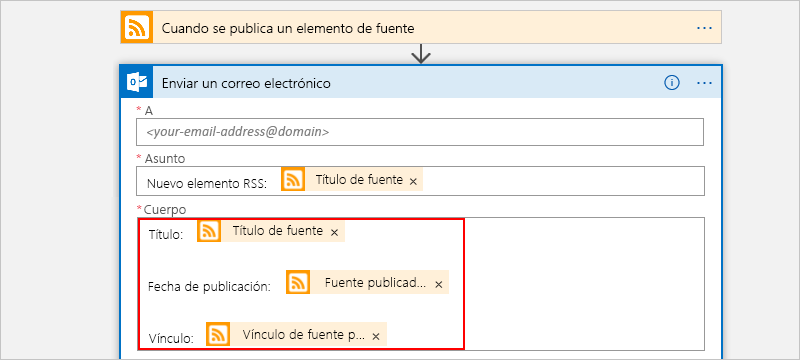 Cuando se publica un elemento de fuente ...
Enviar un correo electrónico ...
* A
<your-email-address@domain>
* Asunto
Nuevo elemento RSS: Título de fuente ×
* Cuerpo
Título: Título de fuente ×
Fecha de publicación: Fuente publicad... ×
Vínculo: Vínculo de fuente p... ×